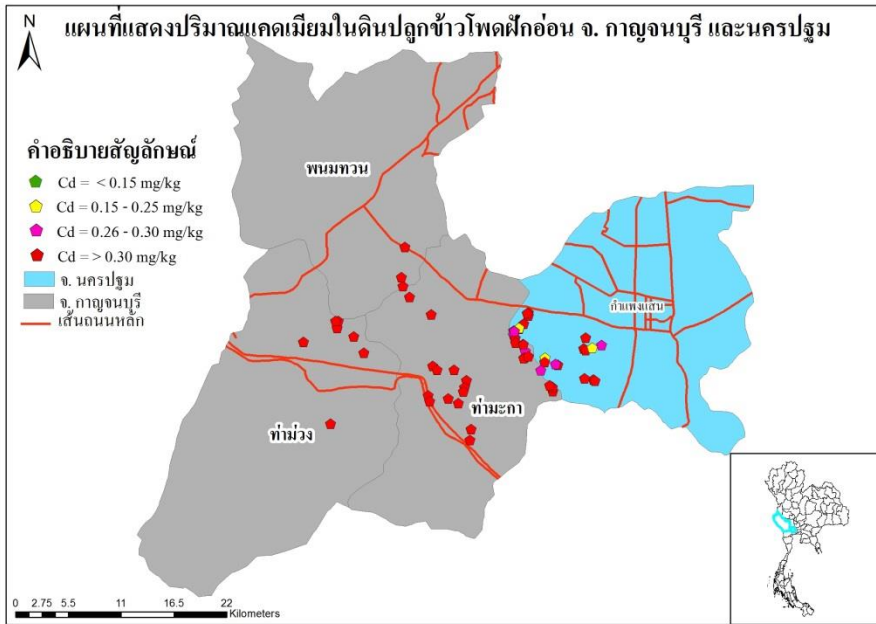 แผนที่แสดงปริมาณแคดเมียมในดินปลูกข้าวโพดฝักอ่อน จ. กาญจนบุรี และนครปฐม
N
คำอธิบายสัญลักษณ์
Cd = < 0.15 mg/kg
Cd = 0.15 - 0.25 mg/kg
Cd = 0.26 - 0.30 mg/kg
Cd = > 0.30 mg/kg
จ. นครปฐม
จ. กาญจนบุรี
เส้นถนนหลัก
พนมทวน
กำแพงแสน
ท่ามะกา
ท่าม่วง
0 2.75 5.5 11 16.5 22
Kilometers